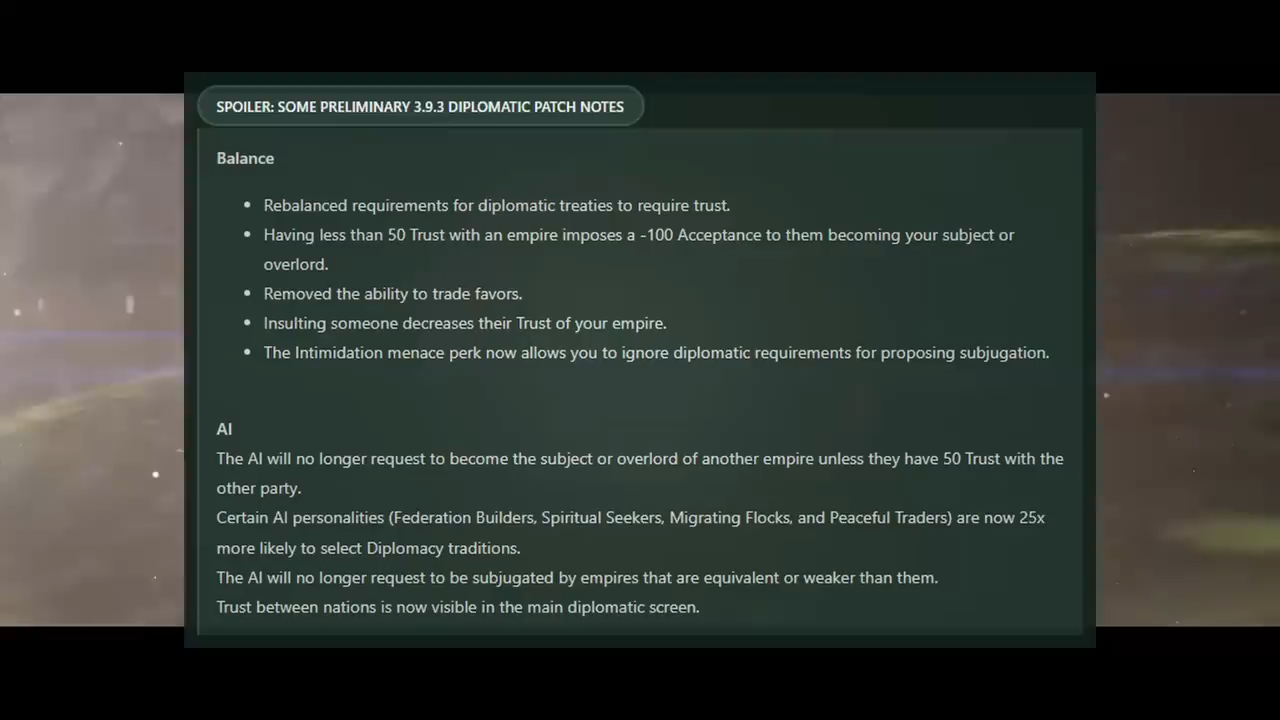 SPOILER: SOME PRELIMINARY 3.9.3 DIPLOMATIC PATCH NOTES
Balance
• Rebalanced requirements for diplomatic treaties to require trust.
• Having less than 50 Trust with an empire imposes a -100 Acceptance to them becoming your subject or
overlord.
• Removed the ability to trade favors.
• Insulting someone decreases their Trust of your empire.
• The Intimidation menace perk now allows you to ignore diplomatic requirements for proposing subjugation.
AI
The AI will no longer request to become the subject or overlord of another empire unless they have 50 Trust with the
other party.
Certain AI personalities (Federation Builders, Spiritual Seekers, Migrating Flocks, and Peaceful Traders) are now 25x
more likely to select Diplomacy traditions.
The AI will no longer request to be subjugated by empires that are equivalent or weaker than them.
Trust between nations is now visible in the main diplomatic screen.